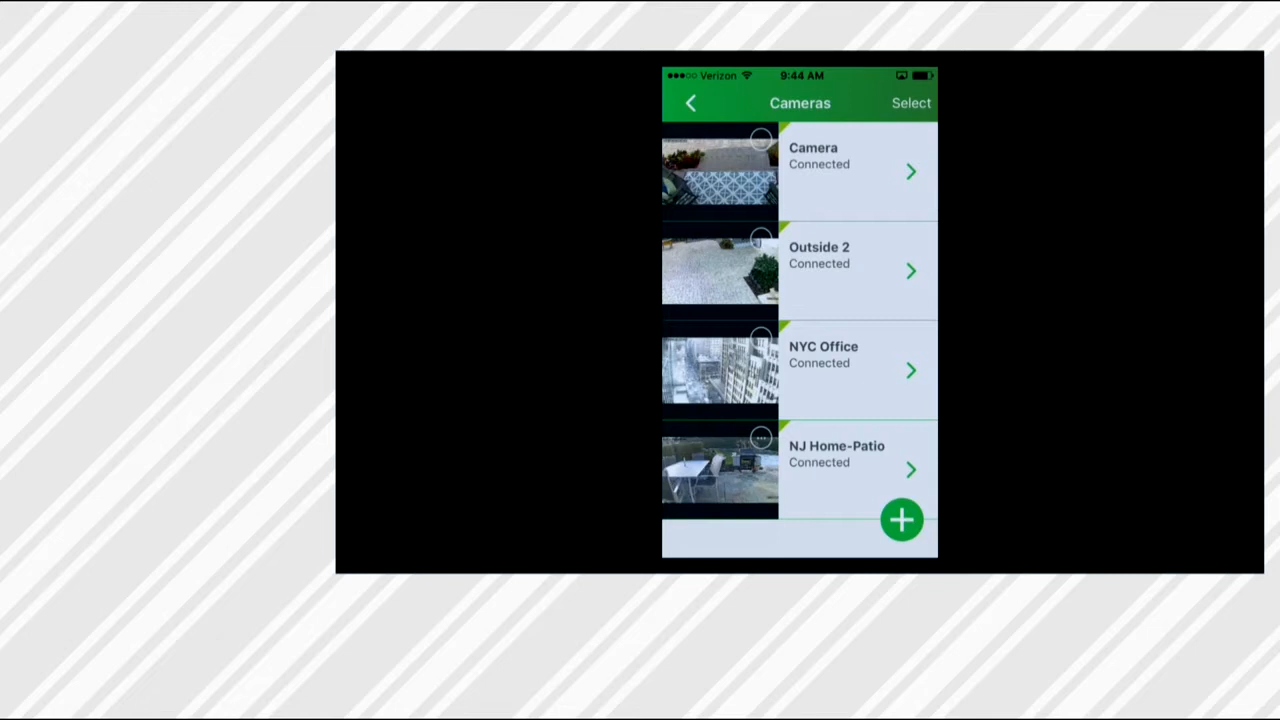 Verizon 9:44 AM
Cameras Select
Camera
Connected
Outside 2
Connected
NYC Office
Connected
NJ Home-Patio
Connected